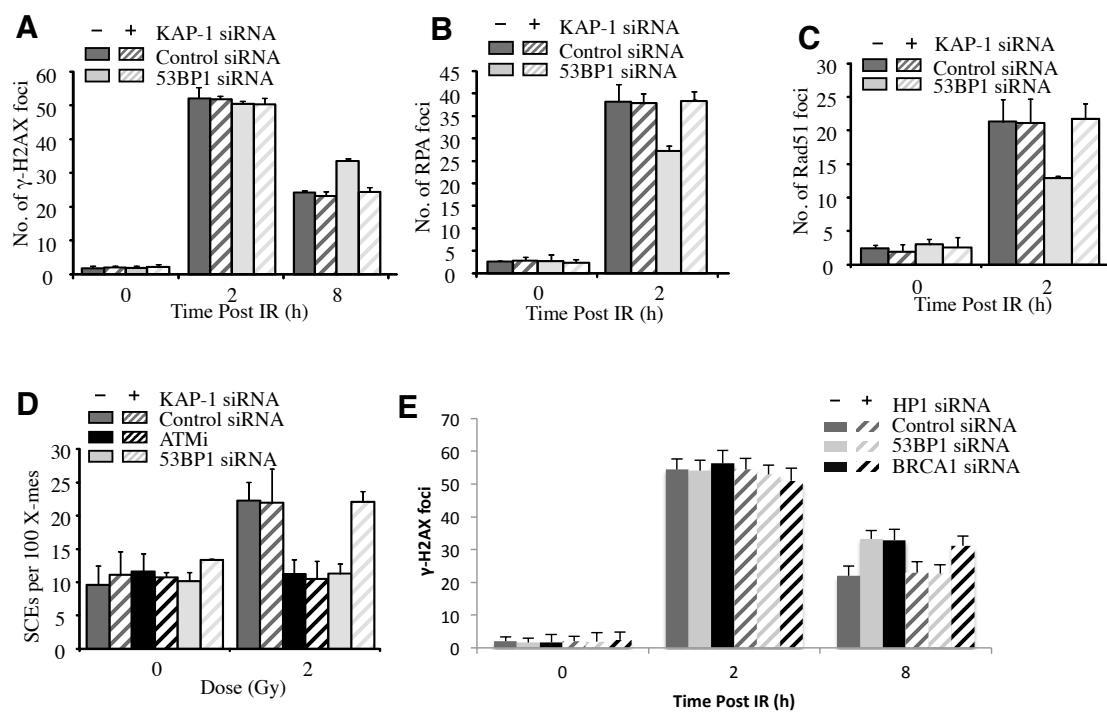 A
− + KAP-1 siRNA
Control siRNA
53BP1 siRNA
No. of γ-H2AX foci
60
50
40
30
20
10
0
0 2 8
Time Post IR (h)
B
− + KAP-1 siRNA
Control siRNA
53BP1 siRNA
No. of RPA foci
45
40
35
30
25
20
15
10
5
0
0 2
Time Post IR (h)
C
− + KAP-1 siRNA
Control siRNA
53BP1 siRNA
No. of Rad51 foci
30
25
20
15
10
5
0
0 2
Time Post IR (h)
D
− + KAP-1 siRNA
Control siRNA
ATMi
53BP1 siRNA
SCEs per 100 X-mes
30
25
20
15
10
5
0
0 2
Dose (Gy)
E
− + HP1 siRNA
Control siRNA
53BP1 siRNA
BRCA1 siRNA
γ-H2AX foci
70
60
50
40
30
20
10
0
0 2 8
Time Post IR (h)